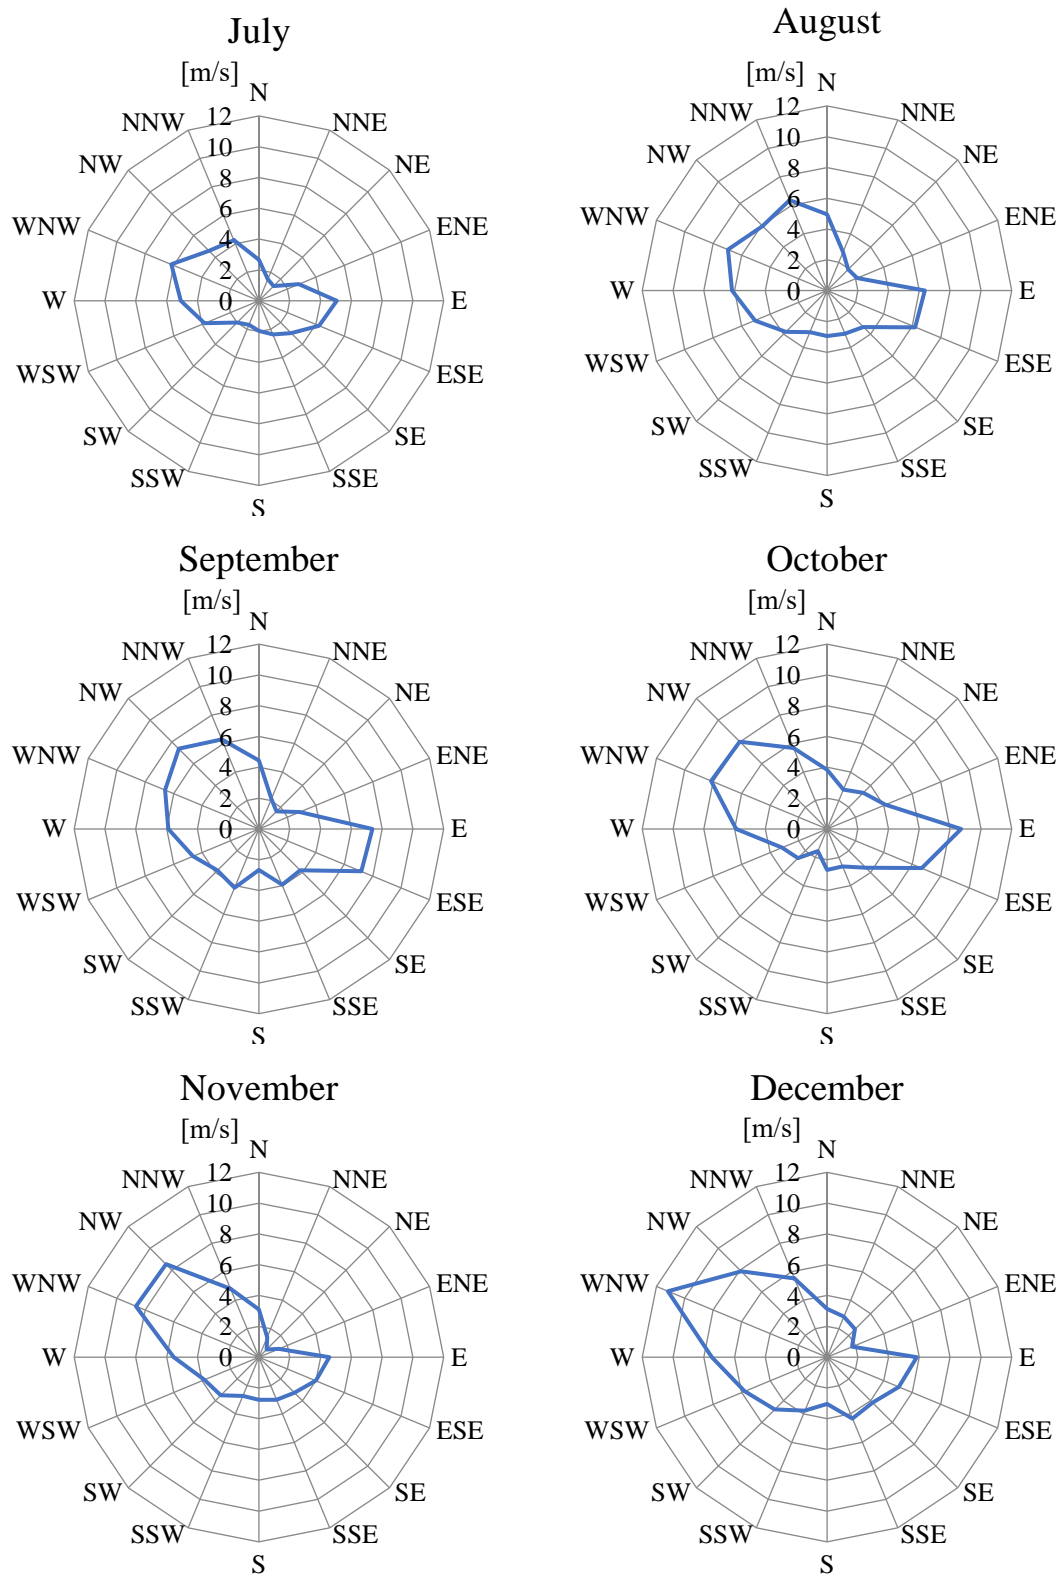 July
[m/s]
N
NNE
NE
ENE
E
ESE
SE
SSE
S
SSW
SW
WSW
W
WNW
NW
NNW
12
10
8
6
4
2
0
August
[m/s]
N
NNE
NE
ENE
E
ESE
SE
SSE
S
SSW
SW
WSW
W
WNW
NW
NNW
12
10
8
6
4
2
0
September
[m/s]
N
NNE
NE
ENE
E
ESE
SE
SSE
S
SSW
SW
WSW
W
WNW
NW
NNW
12
10
8
6
4
2
0
October
[m/s]
N
NNE
NE
ENE
E
ESE
SE
SSE
S
SSW
SW
WSW
W
WNW
NW
NNW
12
10
8
6
4
2
0
November
[m/s]
N
NNE
NE
ENE
E
ESE
SE
SSE
S
SSW
SW
WSW
W
WNW
NW
NNW
12
10
8
6
4
2
0
December
[m/s]
N
NNE
NE
ENE
E
ESE
SE
SSE
S
SSW
SW
WSW
W
WNW
NW
NNW
12
10
8
6
4
2
0